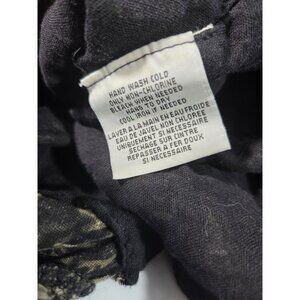 HAND WASH COLD
ONLY NON-CHLORINE
BLEACH WHEN NEEDED
HANG TO DRY
COOL IRON IF NEEDED
LAVER A LA MAIN EN EAU FROIDE
EAU DE JAVEL NON CHLOREE
UNIQUEMENT SI NECESSAIRE
SECHAGE SUR CINTRE
REPASSER A FER DOUX
SI NECESSAIRE